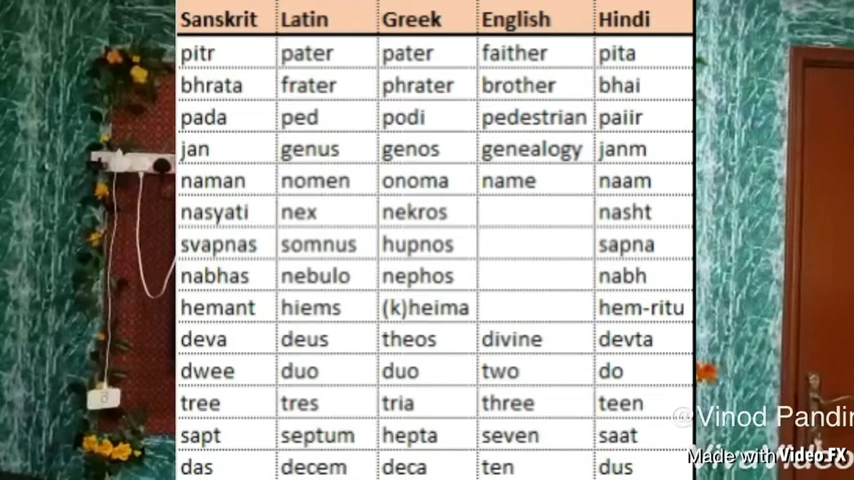 Sanskrit Latin Greek English Hindi
pitr pater pater faither pita
bhrata frater phrater brother bhai
pada ped podi pedestrian paiir
jan genus genos genealogy janm
naman nomen onoma name naam
nasyati nex nekros nasht
svapnas somnus hupnos sapna
nabhas nebulo nephos nabh
hemant hiems (k)heima hem-ritu
deva deus theos divine devta
dwee duo duo two do
tree tres tria three teen
sapt septum hepta seven saat
das decem deca ten dus
@Vinod Pandir
Made with Video.FX